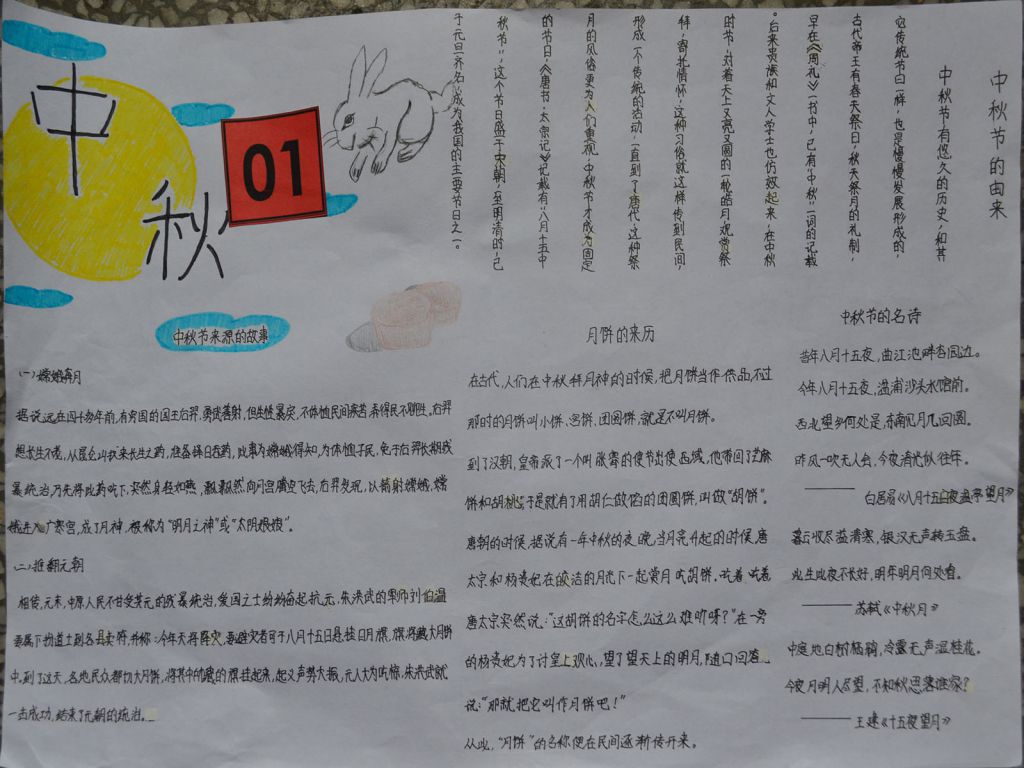 中
秋
01
中秋节的由来
中秋节有悠久的历史，和其
它传统节日一样，也是慢慢发展形成的，
古代帝王有春天祭日，秋天祭月的礼制，
早在《周礼》一书中，已有“中秋”一词的记载
。后来贵族和文人学士也仿效起来，在中秋
时节，对着天上又亮又圆的一轮皓月，观赏祭
拜，寄托情怀，这种习俗就这样传到民间，
形成一个传统的活动，一直到了唐代，这种祭
月的风俗更为人们重视，中秋节才成为固定
的节日，《唐书·太宗记》记载有“八月十五中
秋节”，这个节日盛于宋朝，至明清时，已
于元旦齐名，成为我国的主要节日之一。
中秋节来源的故事
（一）嫦娥奔月
据说远在四千多年前，有穷国的国王后羿，勇武善射，但生性暴戾，不体恤民间疾苦，弄得民不聊生。后羿
想长生不死，从昆仑山找来长生之药，在吞食，此事为嫦娥得知，为体恤子民，免于后羿长期残
暴统治，乃先将此药吃下，突然身轻如燕，飘飘然向月宫腾近飞去，后羿发现，以箭射嫦娥，嫦
娥进入广寒宫，成了月神，被称为“明月之神”或“太阴娘娘”。
（二）推翻元朝
相传，元末，中原人民不甘受蒙元的残暴统治，爱国之士纷纷奋起抗元，朱洪武的军师刘伯温
要属下扮道士到各县卖符，并称：今年天将降灾，要避灾者可于八月十五日悬挂日月旗，旗将藏大月饼
中。到了这天，各地民众都切大月饼，将其中的藏的旗挂起来，起义声势大振，元人大为吃惊，朱洪武就
一击成功，结束了元朝的统治。
月饼的来历
在古代，人们在中秋拜月神的时候，把月饼当作供品，不过
那时的月饼叫小饼、宫饼、团圆饼，就是不叫月饼。
到了汉朝，皇帝派了一个叫张骞的使节出使西域，他带回了芝麻
饼和胡桃，于是就有了用胡仁做馅的团圆饼，叫做“胡饼”。
唐朝的时候，据说有一年中秋的夜晚，当月亮升起的时候，唐
太宗和杨贵妃在皎洁的月光下一起赏月吃胡饼。吃着吃着
唐太宗突然说：“这胡饼的名字怎么这么难听呀？”在一旁
的杨贵妃为了讨皇上欢心，望了望天上的明月，随口回答
说：“那就把它叫作月饼吧！”
从此，“月饼”的名称便在民间逐渐传开来。
中秋节的名诗
昔年八月十五夜，曲江池畔杏园边。
今年八月十五夜，湓浦沙头水馆前。
西北望乡何处是，东南见月几回圆。
昨风一吹无人会，今夜清光似往年。
——白居易《八月十五日夜湓亭望月》
暮云收尽溢清寒，银汉无声转玉盘。
此生此夜不长好，明年明月何处看。
——苏轼《中秋月》
中庭地白树栖鸦，冷露无声湿桂花。
今夜月明人尽望，不知秋思落谁家？
——王建《十五夜望月》